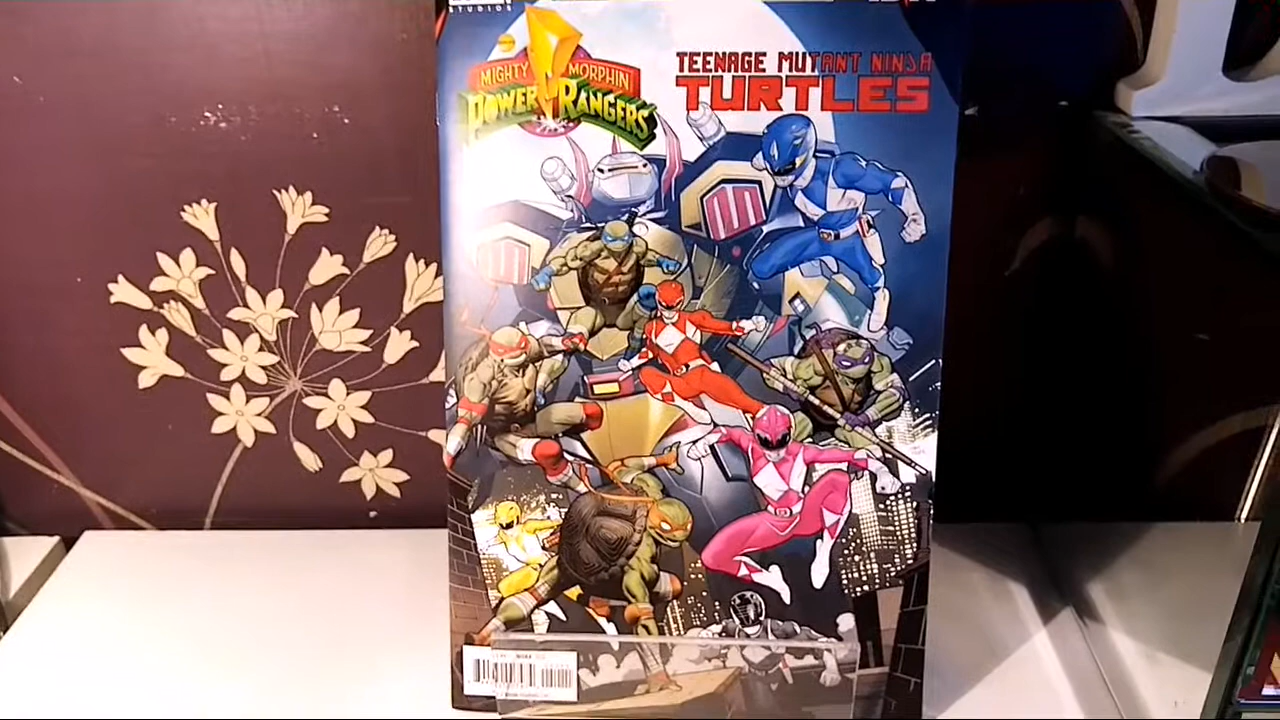 STUDIOS
MIGHTY MORPHIN
POWER RANGERS
TEENAGE MUTANT NINJA
TURTLES